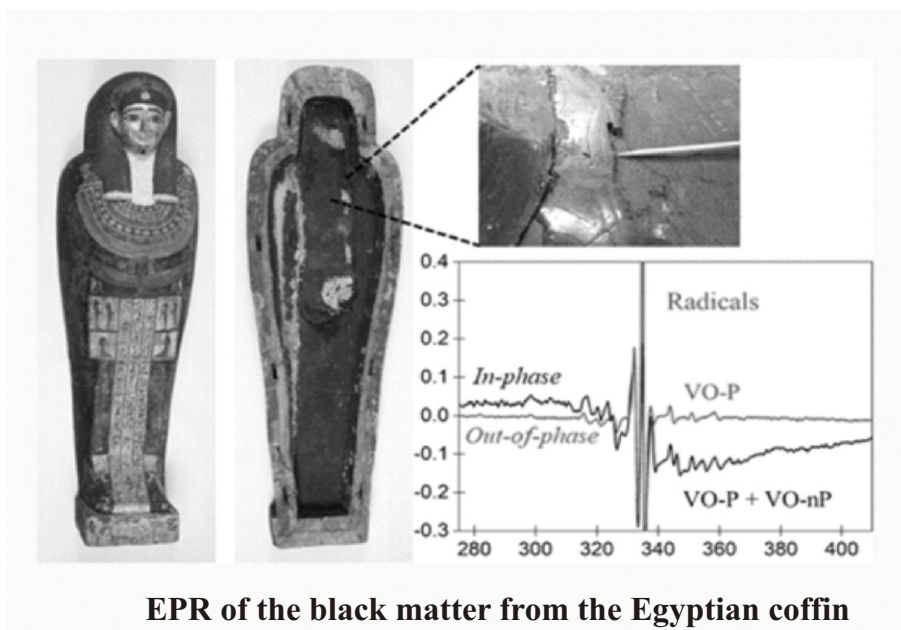 0.4
0.3
0.2
0.1
0.0
-0.1
-0.2
-0.3
Radicals
In-phase
VO-P
Out-of-phase
VO-P + VO-nP
280 300 320 340 360 380 400
EPR of the black matter from the Egyptian coffin